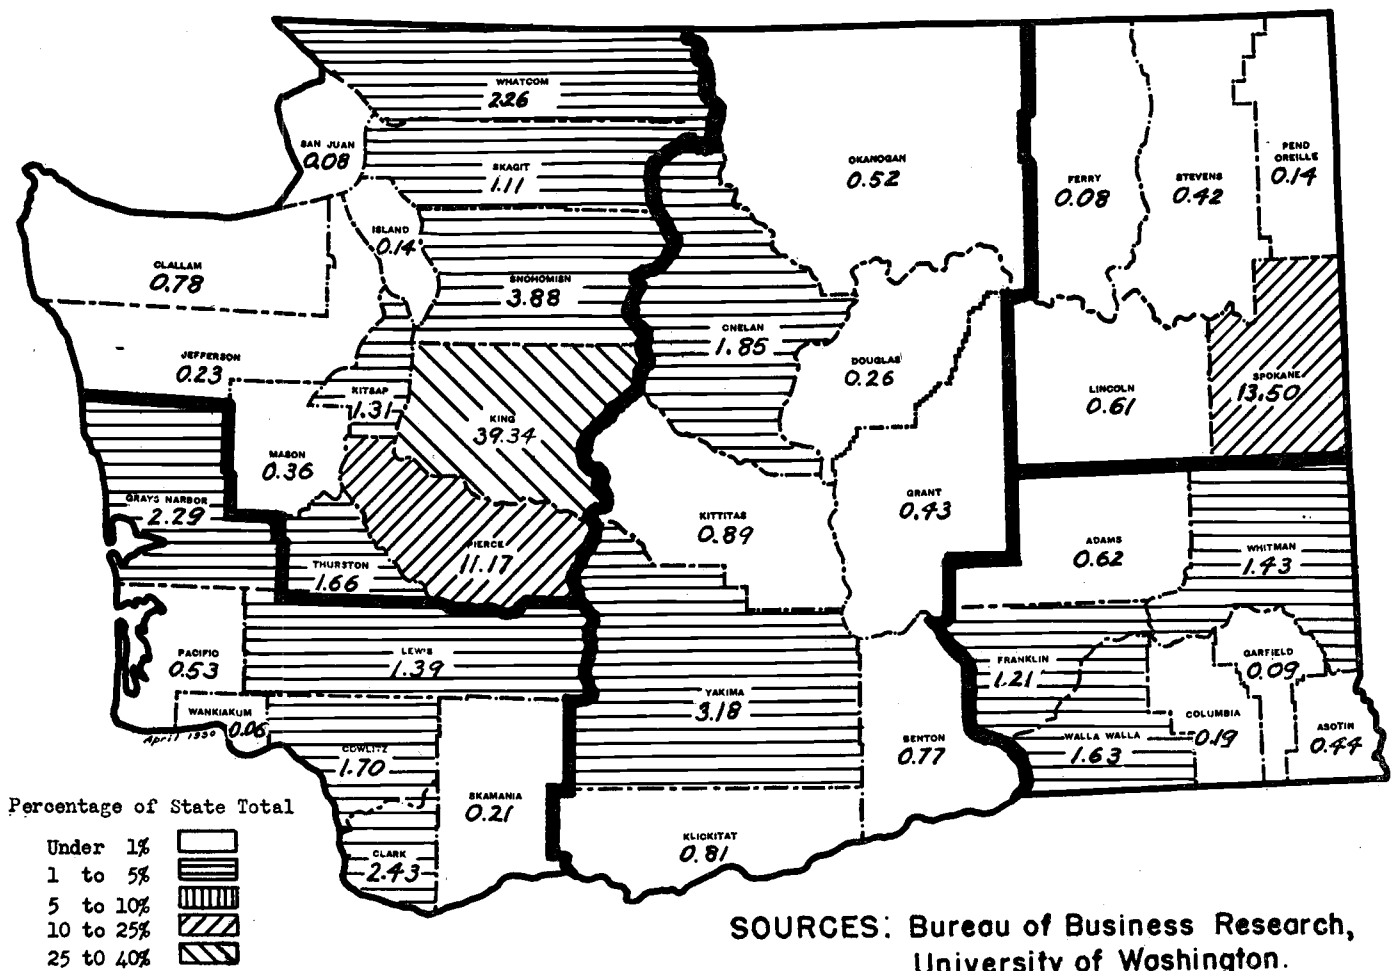 WHATCOM
2.26
SAN JUAN
0.08
SKAGIT
1.11
OKANOGAN
0.52
FERRY
0.08
STEVENS
0.42
PEND
OREILLE
0.14
ISLAND
0.14
CLALLAM
0.78
SNOHOMISH
3.88
CHELAN
1.85
JEFFERSON
0.23
DOUGLAS
0.26
KITSAP
1.31
KING
39.34
LINCOLN
0.61
SPOKANE
13.50
MASON
0.36
GRAYS HARBOR
2.29
KITTITAS
0.89
GRANT
0.43
ADAMS
0.62
WHITMAN
1.43
THURSTON
1.66
PIERCE
11.17
PACIFIC
0.53
LEWIS
1.39
YAKIMA
3.18
FRANKLIN
1.21
GARFIELD
0.09
WANKIAKUM
0.06
April 1950
COWLITZ
1.70
SKAMANIA
0.21
BENTON
0.77
WALLA WALLA
1.63
COLUMBIA
0.19
ASOTIN
0.44
KLICKITAT
0.81
CLARK
2.43
Percentage of State Total
Under 1%
1 to 5%
5 to 10%
10 to 25%
25 to 40%
SOURCES: Bureau of Business Research,
University of Washington.